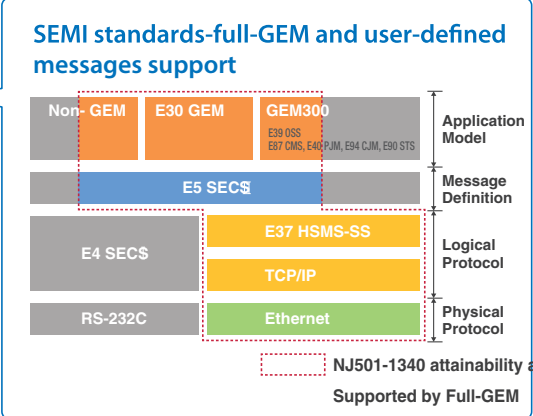 SEMI standards-full-GEM and user-defined
messages support
Non- GEM
E30 GEM
GEM300
E39 OSS
E87 CMS, E40 PJM, E94 CJM, E90 STS
Application
Model
E5 SECS
Message
Definition
E37 HSMS-SS
E4 SECS
TCP/IP
Logical
Protocol
RS-232C
Ethernet
Physical
Protocol
NJ501-1340 attainability a
Supported by Full-GEM